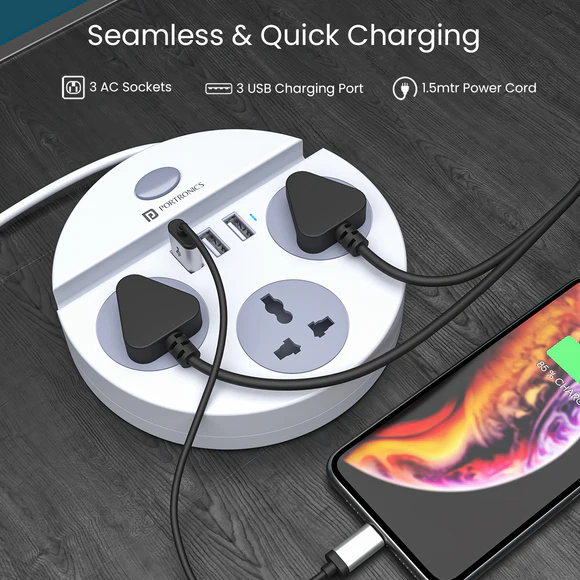 Seamless & Quick Charging
3 AC Sockets
3 USB Charging Port
1.5mtr Power Cord
PORTRONICS